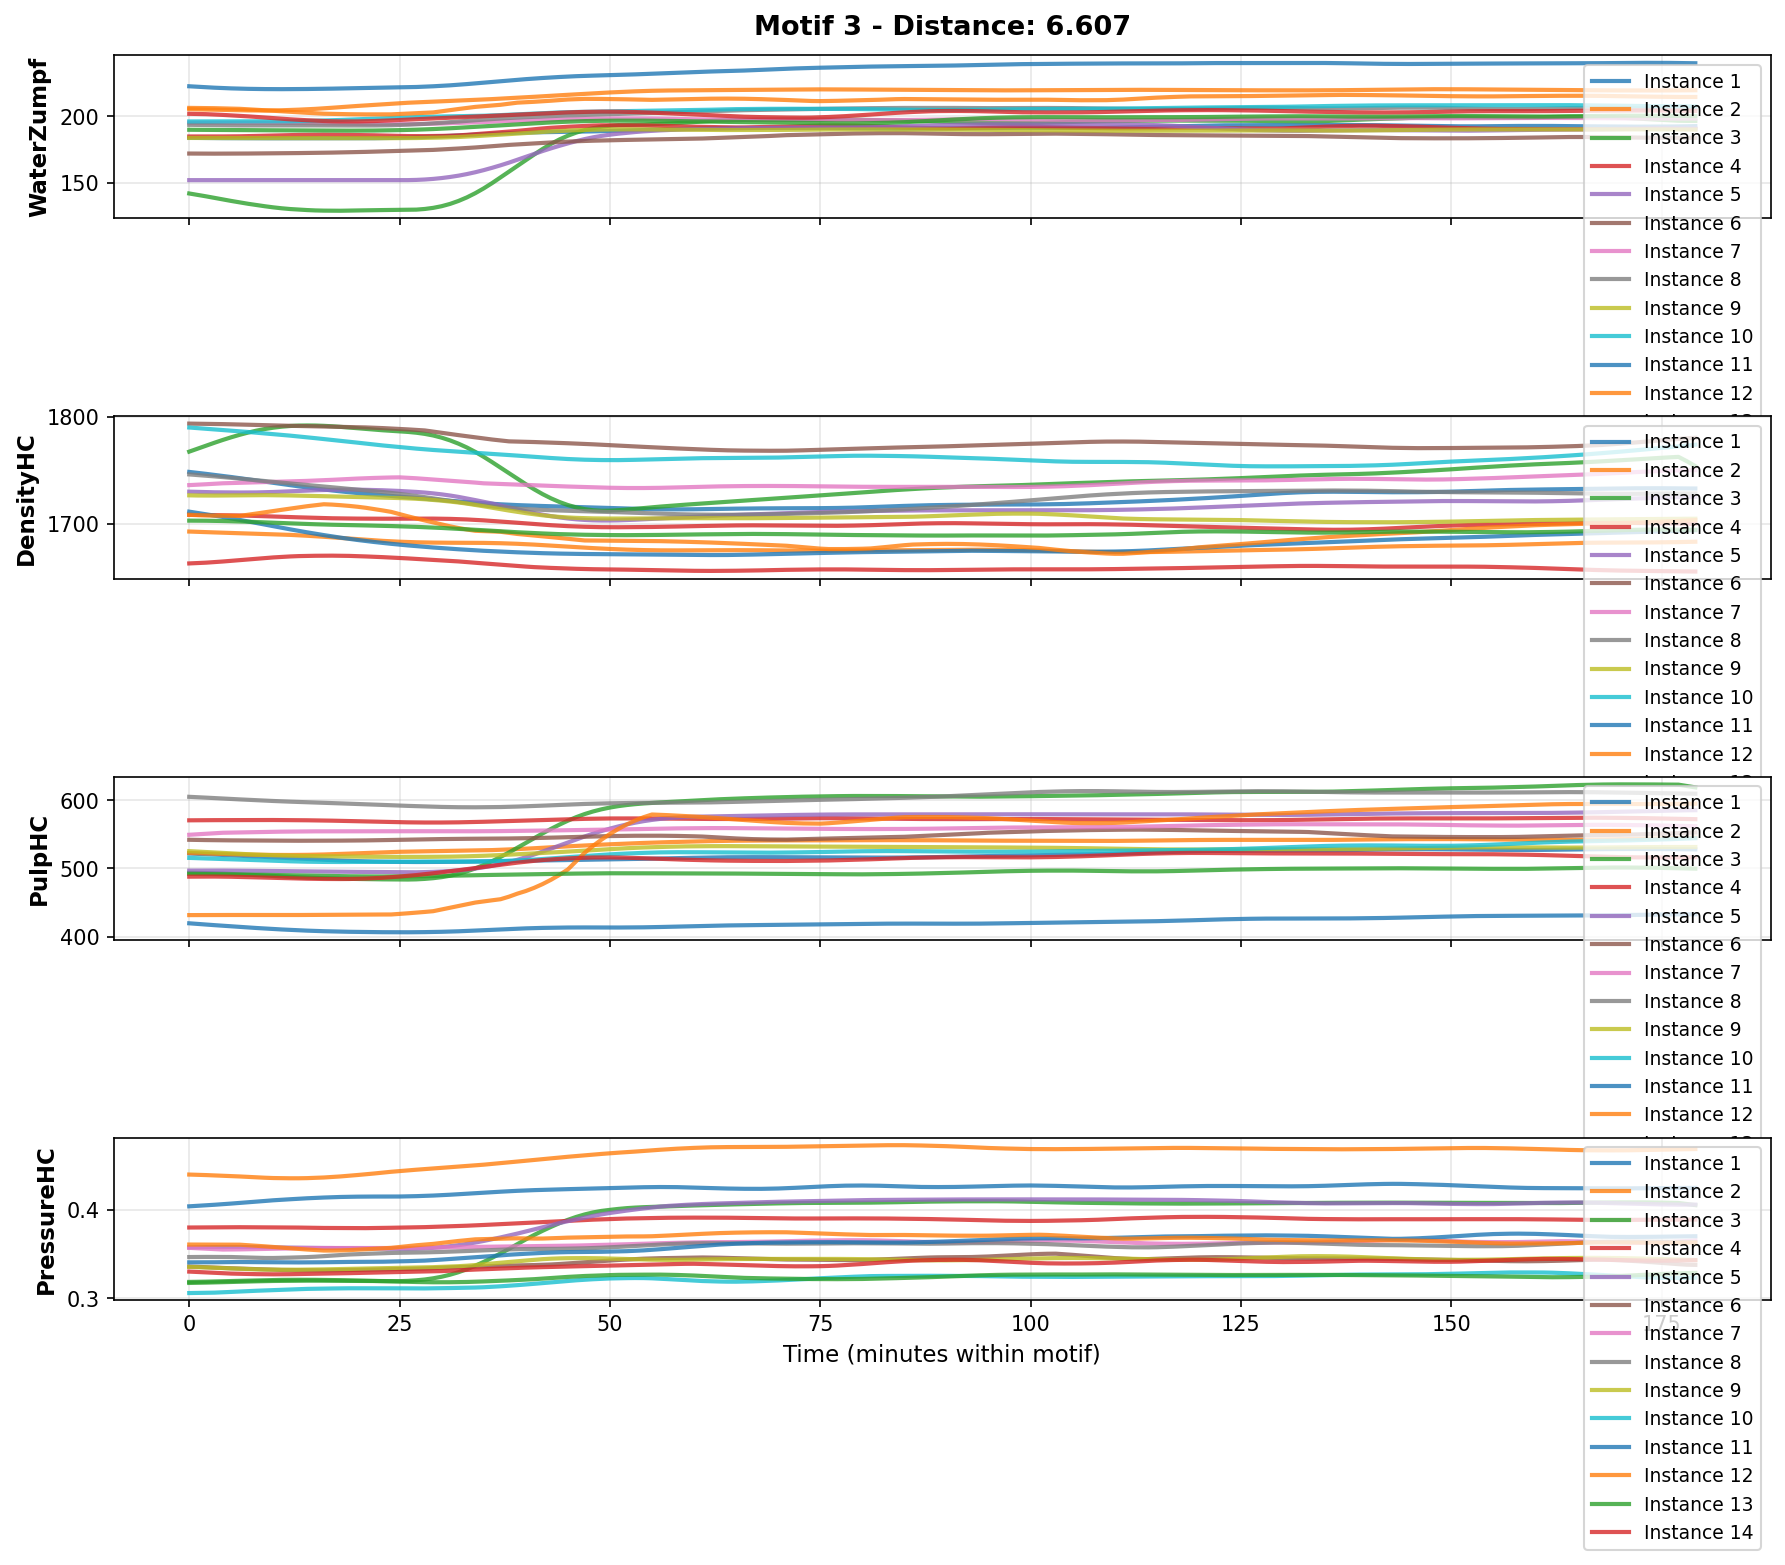 Motif 3 - Distance: 6.607
WaterZumpf
200
150
Instance 1
Instance 2
Instance 3
Instance 4
Instance 5
Instance 6
Instance 7
Instance 8
Instance 9
Instance 10
Instance 11
Instance 12
DensityHC
1800
1700
Instance 1
Instance 2
Instance 3
Instance 4
Instance 5
Instance 6
Instance 7
Instance 8
Instance 9
Instance 10
Instance 11
Instance 12
PulpHC
600
500
400
Instance 1
Instance 2
Instance 3
Instance 4
Instance 5
Instance 6
Instance 7
Instance 8
Instance 9
Instance 10
Instance 11
Instance 12
PressureHC
0.4
0.3
Instance 1
Instance 2
Instance 3
Instance 4
Instance 5
Instance 6
Instance 7
Instance 8
Instance 9
Instance 10
Instance 11
Instance 12
Instance 13
Instance 14
0 25 50 75 100 125 150 175
Time (minutes within motif)